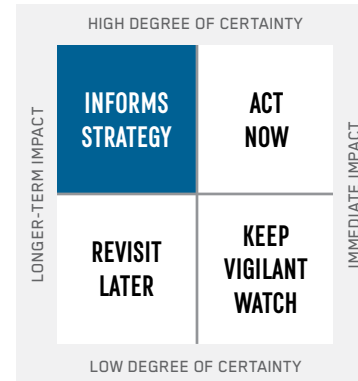 HIGH DEGREE OF CERTAINTY
LONGER-TERM IMPACT
INFORMS
STRATEGY
ACT
NOW
IMMEDIATE IMPACT
REVISIT
LATER
KEEP
VIGILANT
WATCH
LOW DEGREE OF CERTAINTY